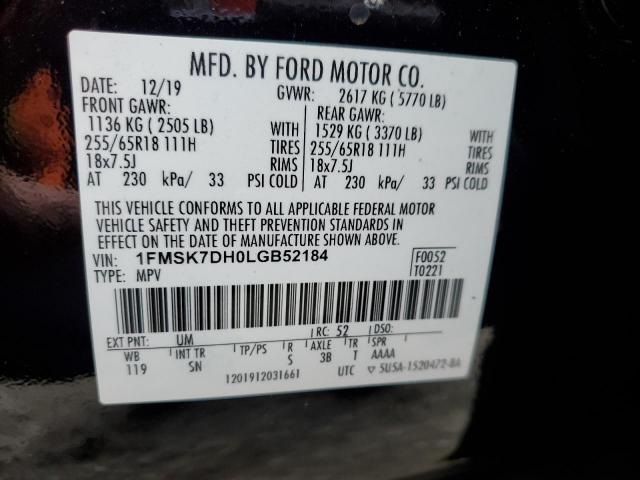 MFD. BY FORD MOTOR CO.
DATE: 12/19 GVWR: 2617 KG ( 5770 LB)
FRONT GAWR: REAR GAWR:
1136 KG ( 2505 LB) WITH 1529 KG ( 3370 LB) WITH
255/65R18 111H TIRES 255/65R18 111H TIRES
18x7.5J RIMS 18x7.5J RIMS
AT 230 kPa/ 33 PSI COLD AT 230 kPa/ 33 PSI COLD
THIS VEHICLE CONFORMS TO ALL APPLICABLE FEDERAL MOTOR
VEHICLE SAFETY AND THEFT PREVENTION STANDARDS IN
EFFECT ON THE DATE OF MANUFACTURE SHOWN ABOVE.
VIN: 1FMSK7DH0LGB52184 F0052
TYPE: MPV T0221
EXT PNT: UM RC: 52 DSO:
WB INT TR TP/PS R AXLE TR SPR
119 SN S 3B T AAAA
1201912031661 UTC ▽ 5U5A-1520472-BA